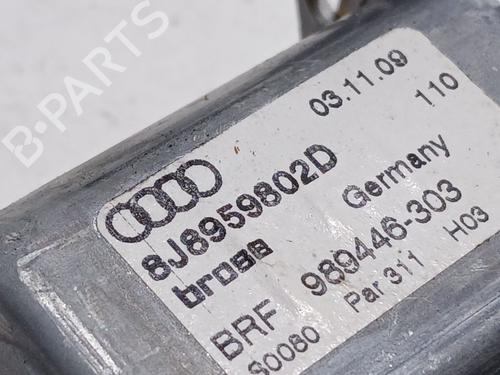 B-PARTS
03.11.09
110
8J8959802D
brose Germany
BRF 989446-303
S0080 Par 311 H03